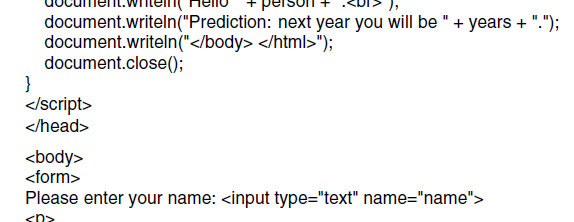 document.writeln("Hello " + person + ".<br>");
document.writeln("Prediction: next year you will be " + years + ".");
document.writeln("</body> </html>");
document.close();
}
</script>
</head>
<body>
<form>
Please enter your name: <input type="text" name="name">
<p>